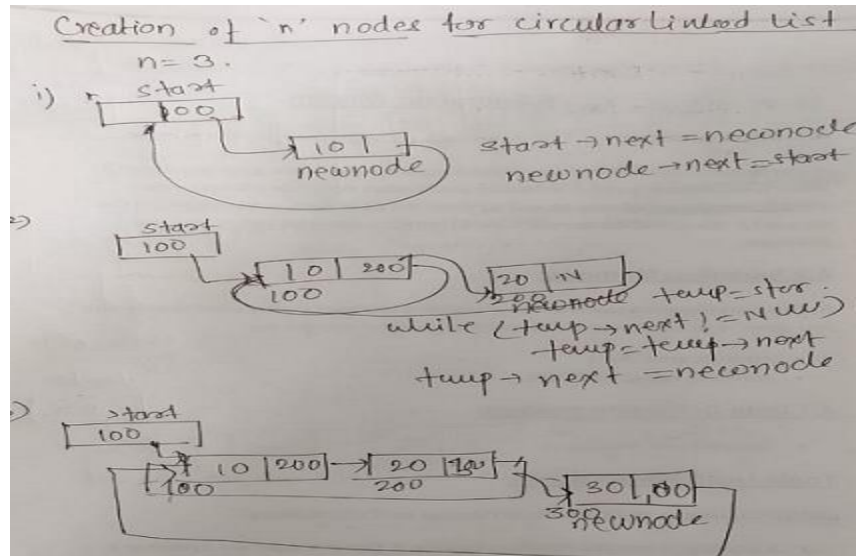 Creation of 'n' nodes for circular Linked List
n= 3.
i) start
100
10
newnode
start → next = newnode
newnode → next = start
start
100
10 200
100
20 N
200 newnode
temp = star
while (temp → next != NULL)
temp = temp → next
temp → next = newnode
start
100
10 200
100
20
200
30 100
300 newnode